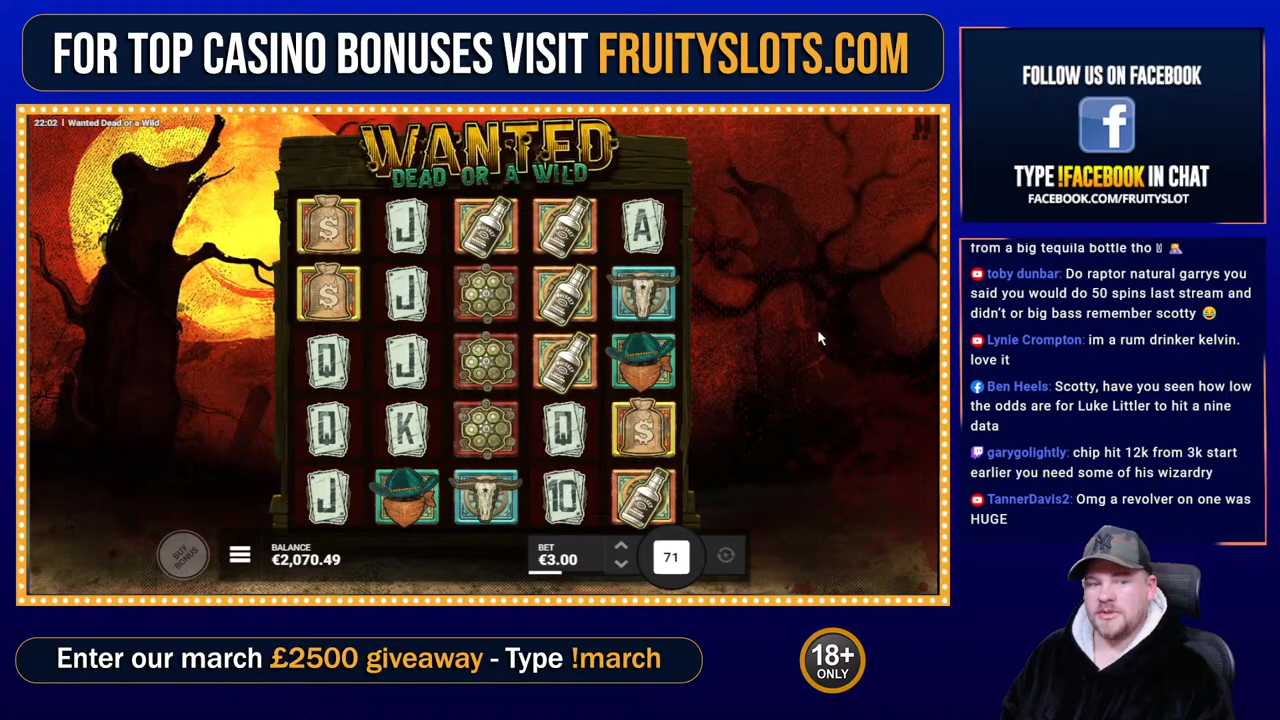 FOR TOP CASINO BONUSES VISIT FRUITYSLOTS.COM
22:02 | Wanted Dead or a Wild
WANTED
DEAD OR A WILD
$ J A
$ J
Q J
Q K Q $
J 10
BUY BONUS
BALANCE
€2,070.49
BET
€3.00
71
Enter our march £2500 giveaway - Type !march
18+
ONLY
FOLLOW US ON FACEBOOK
f
TYPE !FACEBOOK IN CHAT
FACEBOOK.COM/FRUITYSLOT
from a big tequila bottle tho
toby dunbar: Do raptor natural garrys you
said you would do 50 spins last stream and
didn't or big bass remember scotty 😂
Lynie Crompton: im a rum drinker kelvin.
love it
Ben Heels: Scotty, have you seen how low
the odds are for Luke Littler to hit a nine
data
garygolightly: chip hit 12k from 3k start
earlier you need some of his wizardry
TannerDavis2: Omg a revolver on one was
HUGE